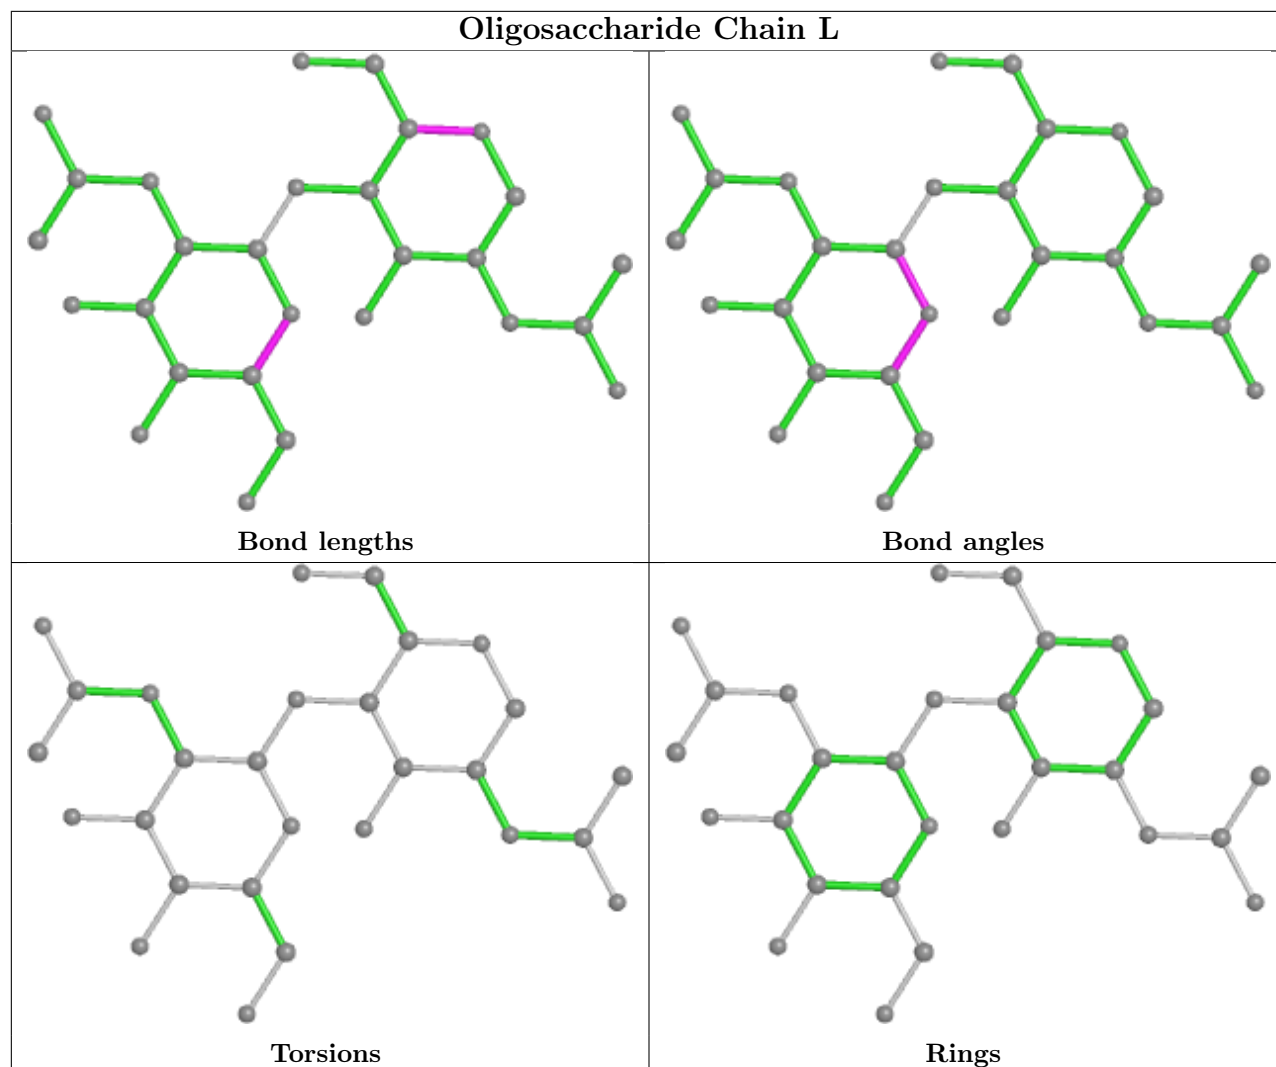 Oligosaccharide Chain L
Bond lengths
Bond angles
Torsions
Rings